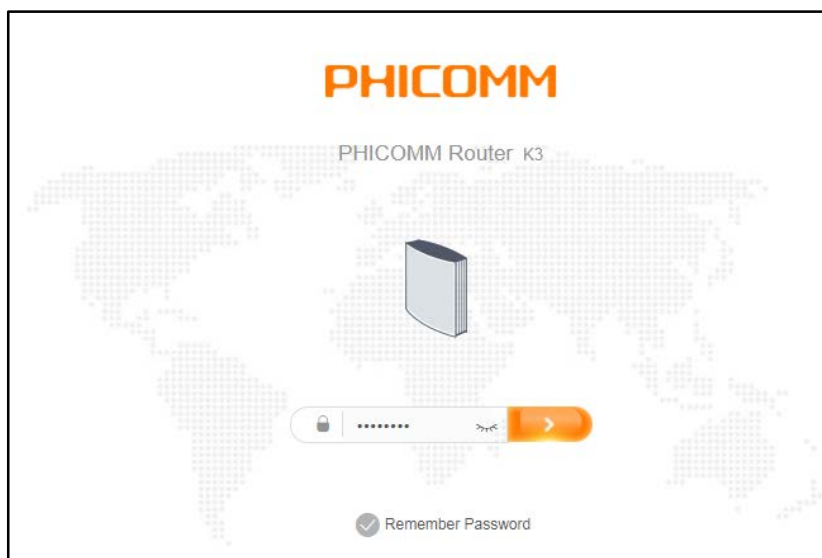 PHICOMM
PHICOMM Router K3
••••••••
Remember Password